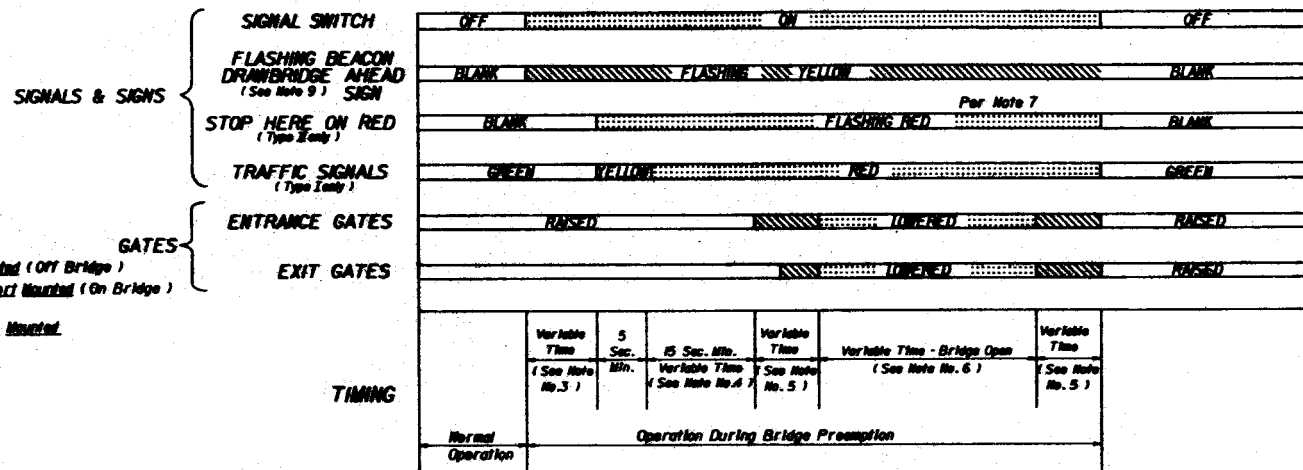 SIGNAL SWITCH OFF ON OFF
FLASHING BEACON
DRAWBRIDGE AHEAD BLANK FLASHING YELLOW BLANK
(See Note 9) SIGN
SIGNALS & SIGNS
Per Note 7
STOP HERE ON RED BLANK FLASHING RED BLANK
(Type II only)
TRAFFIC SIGNALS GREEN YELLOW RED GREEN
(Type I only)
ENTRANCE GATES RAISED LOWERED RAISED
GATES
(Off Bridge)
EXIT GATES LOWERED RAISED
Mounted (On Bridge)
Mounted
Variable Time (See Note No.3)
5 Sec. Min.
15 Sec. Min. Variable Time (See Note No.4)
Variable Time (See Note No. 5)
Variable Time - Bridge Open (See Note No. 6)
Variable Time (See Note No. 5)
TIMING
Normal Operation
Operation During Bridge Preemption